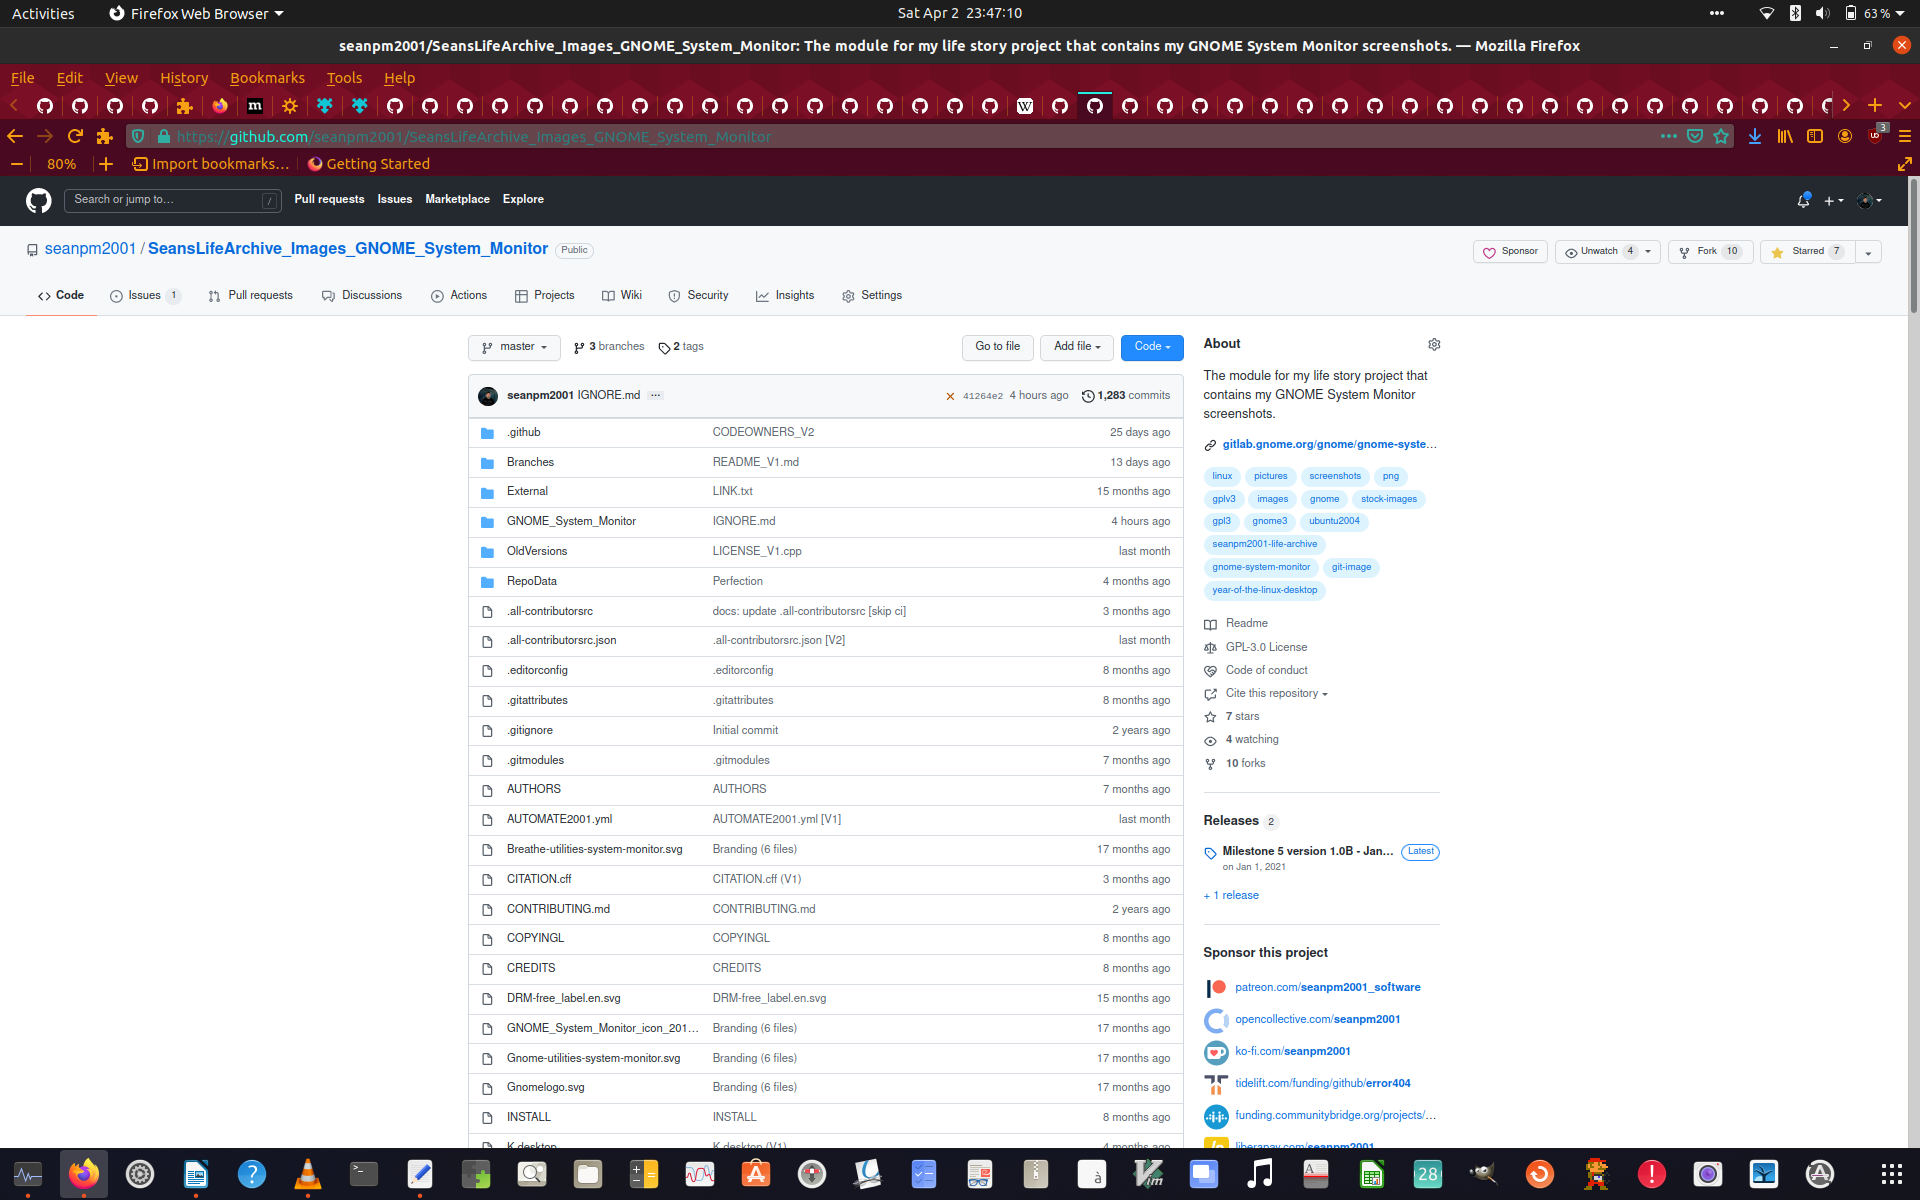 Activities Firefox Web Browser Sat Apr 2 23:47:10 63 %
seanpm2001/SeansLifeArchive_Images_GNOME_System_Monitor: The module for my life story project that contains my GNOME System Monitor screenshots. — Mozilla Firefox
File Edit View History Bookmarks Tools Help
https://github.com/seanpm2001/SeansLifeArchive_Images_GNOME_System_Monitor 3
80% Import bookmarks... Getting Started
Search or jump to... / Pull requests Issues Marketplace Explore
seanpm2001 / SeansLifeArchive_Images_GNOME_System_Monitor Public Sponsor Unwatch 4 Fork 10 Starred 7
Code Issues 1 Pull requests Discussions Actions Projects Wiki Security Insights Settings
master 3 branches 2 tags Go to file Add file Code
seanpm2001 IGNORE.md ... 41264e2 4 hours ago 1,283 commits
.github CODEOWNERS_V2 25 days ago
Branches README_V1.md 13 days ago
External LINK.txt 15 months ago
GNOME_System_Monitor IGNORE.md 4 hours ago
OldVersions LICENSE_V1.cpp last month
RepoData Perfection 4 months ago
.all-contributorsrc docs: update .all-contributorsrc [skip ci] 3 months ago
.all-contributorsrc.json .all-contributorsrc.json [V2] last month
.editorconfig .editorconfig 8 months ago
.gitattributes .gitattributes 8 months ago
.gitignore Initial commit 2 years ago
.gitmodules .gitmodules 7 months ago
AUTHORS AUTHORS 7 months ago
AUTOMATE2001.yml AUTOMATE2001.yml [V1] last month
Breathe-utilities-system-monitor.svg Branding (6 files) 17 months ago
CITATION.cff CITATION.cff (V1) 3 months ago
CONTRIBUTING.md CONTRIBUTING.md 2 years ago
COPYINGL COPYINGL 8 months ago
CREDITS CREDITS 8 months ago
DRM-free_label.en.svg DRM-free_label.en.svg 15 months ago
GNOME_System_Monitor_icon_201... Branding (6 files) 17 months ago
Gnome-utilities-system-monitor.svg Branding (6 files) 17 months ago
Gnomelogo.svg Branding (6 files) 17 months ago
INSTALL INSTALL 8 months ago
K.desktop K.desktop (V1) 4 months ago
About
The module for my life story project that
contains my GNOME System Monitor
screenshots.
gitlab.gnome.org/gnome/gnome-syste...
linux pictures screenshots png
gplv3 images gnome stock-images
gpl3 gnome3 ubuntu2004
seanpm2001-life-archive
gnome-system-monitor git-image
year-of-the-linux-desktop
Readme
GPL-3.0 License
Code of conduct
Cite this repository
7 stars
4 watching
10 forks
Releases 2
Milestone 5 version 1.0B - Jan... Latest
on Jan 1, 2021
+ 1 release
Sponsor this project
patreon.com/seanpm2001_software
opencollective.com/seanpm2001
ko-fi.com/seanpm2001
tidelift.com/funding/github/error404
funding.communitybridge.org/projects/...
liberapay.com/seanpm2001
28